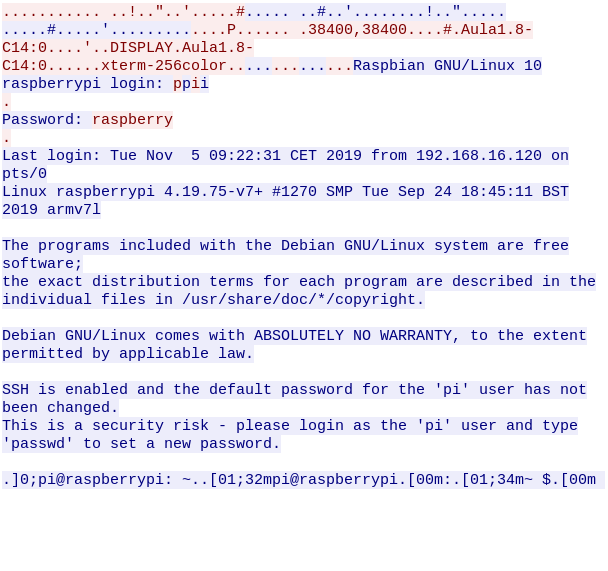 ........... ..!.."..'.....#..... ..#..'........!..".....
.....#.....'.............P...... .38400,38400....#.Aula1.8-
C14:0....'..DISPLAY.Aula1.8-
C14:0......xterm-256color..............Raspbian GNU/Linux 10
raspberrypi login: ppii
.
Password: raspberry
.
Last login: Tue Nov  5 09:22:31 CET 2019 from 192.168.16.120 on
pts/0
Linux raspberrypi 4.19.75-v7+ #1270 SMP Tue Sep 24 18:45:11 BST
2019 armv7l

The programs included with the Debian GNU/Linux system are free
software;
the exact distribution terms for each program are described in the
individual files in /usr/share/doc/*/copyright.

Debian GNU/Linux comes with ABSOLUTELY NO WARRANTY, to the extent
permitted by applicable law.

SSH is enabled and the default password for the 'pi' user has not
been changed.
This is a security risk - please login as the 'pi' user and type
'passwd' to set a new password.

.]0;pi@raspberrypi: ~..[01;32mpi@raspberrypi.[00m:.[01;34m~ $.[00m